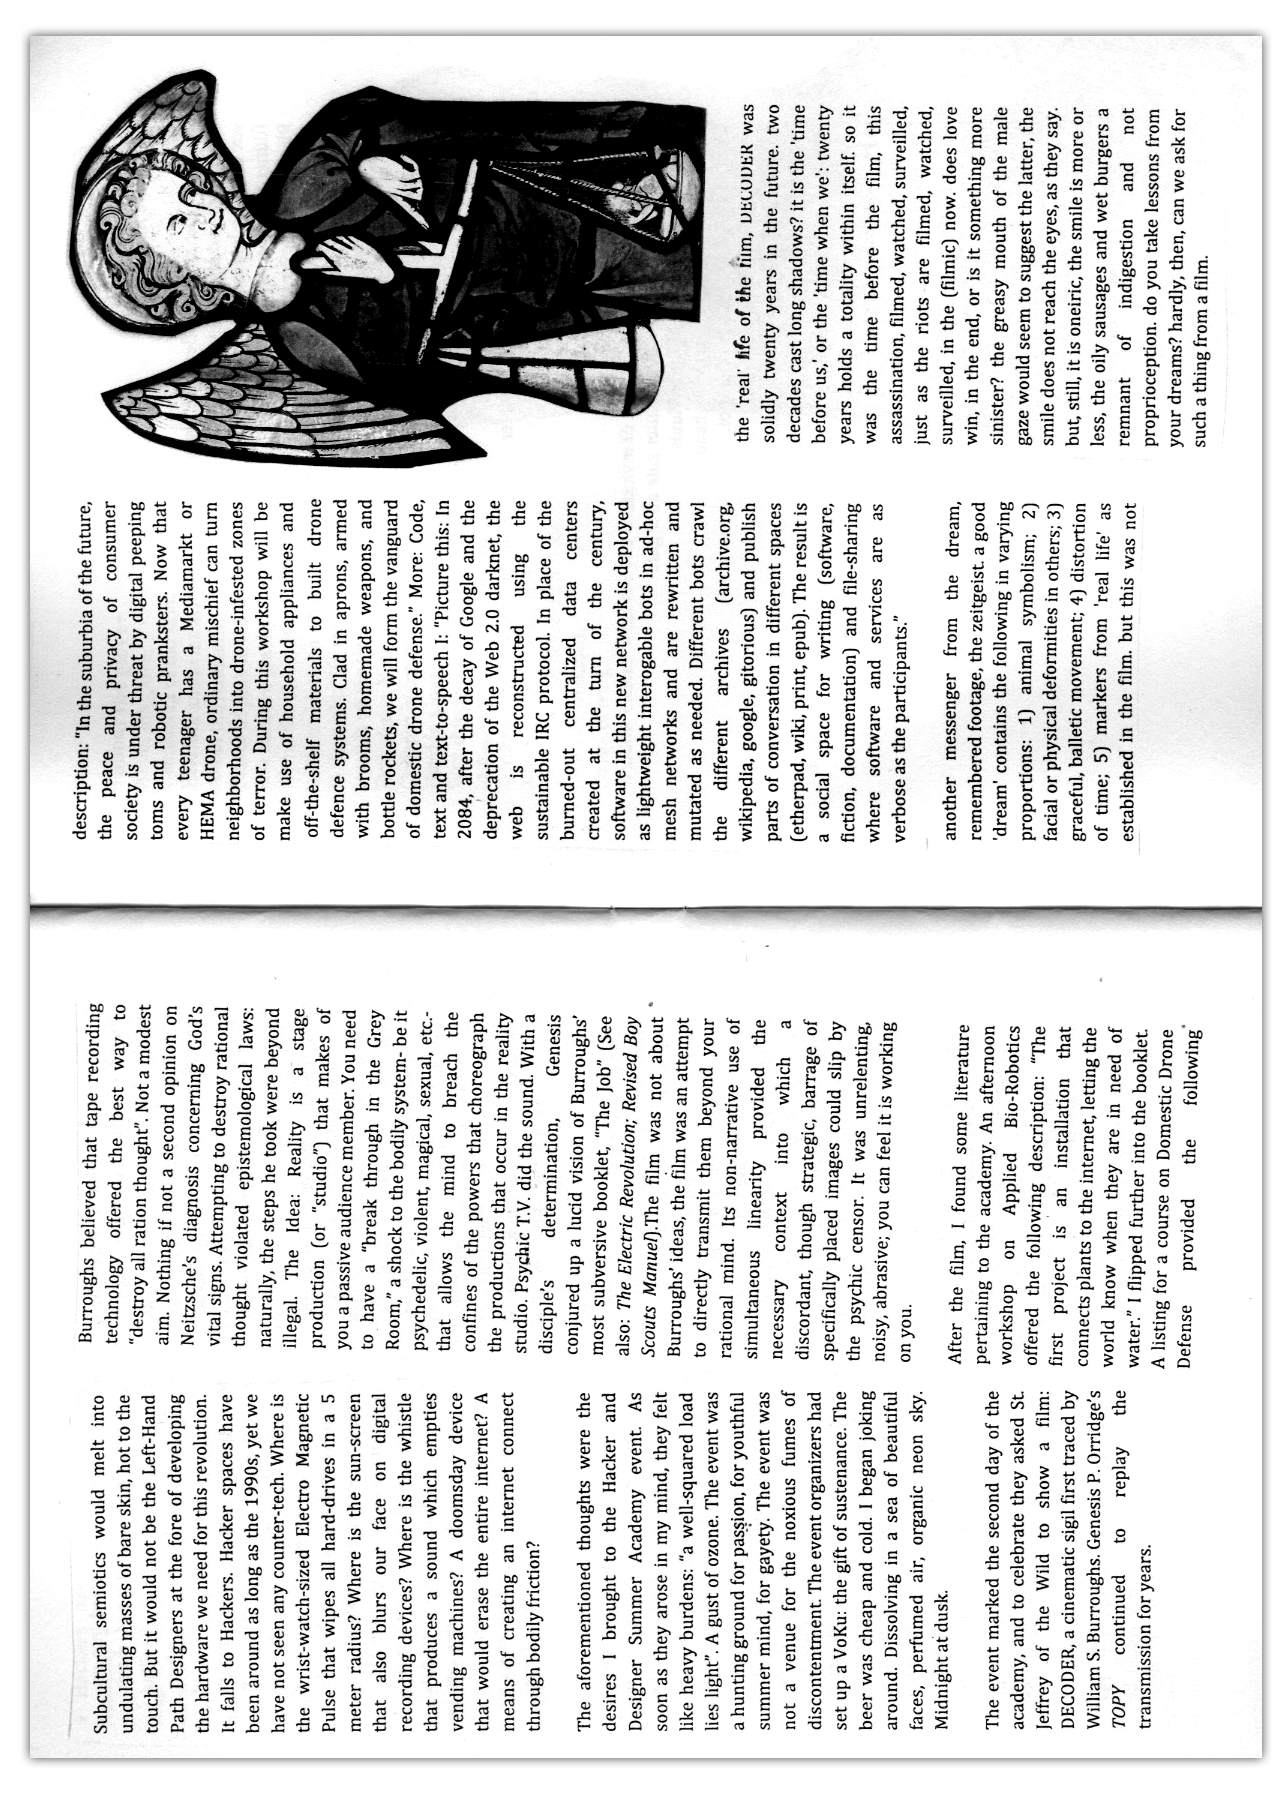 Subcultural semiotics would melt into
undulating masses of bare skin, hot to the
touch. But it would not be the Left-Hand
Path Designers at the fore of developing
the hardware we need for this revolution.
It falls to Hackers. Hacker spaces have
been around as long as the 1990s, yet we
have not seen any counter-tech. Where is
the wrist-watch-sized Electro Magnetic
Pulse that wipes all hard-drives in a 5
meter radius? Where is the sun-screen
that also blurs our face on digital
recording devices? Where is the whistle
that produces a sound which empties
vending machines? A doomsday device
that would erase the entire internet? A
means of creating an internet connect
through bodily friction?
The aforementioned thoughts were the
desires I brought to the Hacker and
Designer Summer Academy event. As
soon as they arose in my mind, they felt
like heavy burdens: “a well-squared load
lies light”. A gust of ozone. The event was
a hunting ground for passion, for youthful
summer mind, for gayety. The event was
not a venue for the noxious fumes of
discontentment. The event organizers had
set up a VoKu: the gift of sustenance. The
beer was cheap and cold. I began joking
around. Dissolving in a sea of beautiful
faces, perfumed air, organic neon sky.
Midnight at dusk.
The event marked the second day of the
academy, and to celebrate they asked St.
Jeffrey of the Wild to show a film:
DECODER, a cinematic sigil first traced by
William S. Burroughs. Genesis P. Orridge’s
TOPY continued to replay the
transmission for years.
Burroughs believed that tape recording
technology offered the best way to
“destroy all ration thought”. Not a modest
aim. Nothing if not a second opinion on
Neitzsche’s diagnosis concerning God’s
vital signs. Attempting to destroy rational
thought violated epistemological laws:
naturally, the steps he took were beyond
illegal. The Idea: Reality is a stage
production (or “studio”) that makes of
you a passive audience member. You need
to have a “break through in the Grey
Room,” a shock to the bodily system- be it
psychedelic, violent, magical, sexual, etc.-
that allows the mind to breach the
confines of the powers that choreograph
the productions that occur in the reality
studio. Psychic T.V. did the sound. With a
disciple’s determination, Genesis
conjured up a lucid vision of Burroughs’
most subversive booklet, “The Job” (See
also: The Electric Revolution; Revised Boy
Scouts Manuel).The film was not about
Burroughs’ ideas, the film was an attempt
to directly transmit them beyond your
rational mind. Its non-narrative use of
simultaneous linearity provided the
necessary context into which a
discordant, though strategic, barrage of
specifically placed images could slip by
the psychic censor. It was unrelenting,
noisy, abrasive; you can feel it is working
on you.
After the film, I found some literature
pertaining to the academy. An afternoon
workshop on Applied Bio-Robotics
offered the following description: “The
first project is an installation that
connects plants to the internet, letting the
world know when they are in need of
water.” I flipped further into the booklet.
A listing for a course on Domestic Drone
Defense provided the following
description: “In the suburbia of the future,
the peace and privacy of consumer
society is under threat by digital peeping
toms and robotic pranksters. Now that
every teenager has a Mediamarkt or
HEMA drone, ordinary mischief can turn
neighborhoods into drone-infested zones
of terror. During this workshop will be
make use of household appliances and
off-the-shelf materials to built drone
defence systems. Clad in aprons, armed
with brooms, homemade weapons, and
bottle rockets, we will form the vanguard
of domestic drone defense.” More: Code,
text and text-to-speech I: “Picture this: In
2084, after the decay of Google and the
deprecation of the Web 2.0 darknet, the
web is reconstructed using the
sustainable IRC protocol. In place of the
burned-out centralized data centers
created at the turn of the century,
software in this new network is deployed
as lightweight interogable bots in ad-hoc
mesh networks and are rewritten and
mutated as needed. Different bots crawl
the different archives (archive.org,
wikipedia, google, gitorious) and publish
parts of conversation in different spaces
(etherpad, wiki, print, epub). The result is
a social space for writing (software,
fiction, documentation) and file-sharing
where software and services are as
verbose as the participants.”
another messenger from the dream,
remembered footage, the zeitgeist. a good
'dream' contains the following in varying
proportions: 1) animal symbolism; 2)
facial or physical deformities in others; 3)
graceful, balletic movement; 4) distortion
of time; 5) markers from 'real life' as
established in the film. but this was not
the 'real' life of the film, DECODER was
solidly twenty years in the future. two
decades cast long shadows? it is the 'time
before us,' or the 'time when we': twenty
years holds a totality within itself. so it
was the time before the film, this
assassination, filmed, watched, surveilled,
just as the riots are filmed, watched,
surveilled, in the (filmic) now. does love
win, in the end, or is it something more
sinister? the greasy mouth of the male
gaze would seem to suggest the latter, the
smile does not reach the eyes, as they say.
but, still, it is oneiric, the smile is more or
less, the oily sausages and wet burgers a
remnant of indigestion and not
proprioception. do you take lessons from
your dreams? hardly, then, can we ask for
such a thing from a film.